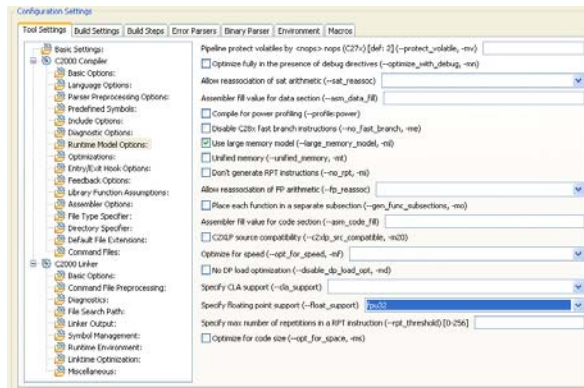 Configuration Settings
Tool Settings
Build Settings
Build Steps
Error Parsers
Binary Parser
Environment
Macros
Basic Settings:
C2000 Compiler
Basic Options:
Language Options:
Parser Preprocessing Options:
Predefined Symbols:
Include Options:
Diagnostic Options:
Runtime Model Options:
Optimizations:
Entry/Exit Hook Options:
Feedback Options:
Library Function Assumptions:
Assembler Options:
File Type Specifier:
Directory Specifier:
Default File Extensions:
Command Files:
C2000 Linker
Basic Options:
Command File Preprocessing:
Diagnostics:
File Search Path:
Linker Output:
Symbol Management:
Runtime Environment:
Linktime Optimization:
Miscellaneous:
Pipeline protect volatiles by <nops> nops (C27x) [def: 2] (--protect_volatile, -mv)
Optimize fully in the presence of debug directives (--optimize_with_debug, -mn)
Allow reassociation of sat arithmetic (--sat_reassoc)
Assembler fill value for data section (--asm_data_fill)
Compile for power profiling (--profile:power)
Disable C28x fast branch instructions (--no_fast_branch, -me)
Use large memory model (--large_memory_model, -ml)
Unified memory (--unified_memory, -mt)
Don't generate RPT instructions (--no_rpt, -mi)
Allow reassociation of FP arithmetic (--fp_reassoc)
Place each function in a separate subsection (--gen_func_subsections, -mo)
Assembler fill value for code section (--asm_code_fill)
C2XLP source compatibility (--c2xlp_src_compatible, -m20)
Optimize for speed (--opt_for_speed, -mf)
No DP load optimization (--disable_dp_load_opt, -md)
Specify CLA support (--cla_support)
Specify floating point support (--float_support)
fpu32
Specify max number of repetitions in a RPT instruction (--rpt_threshold) [0-256]
Optimize for code size (--opt_for_space, -ms)